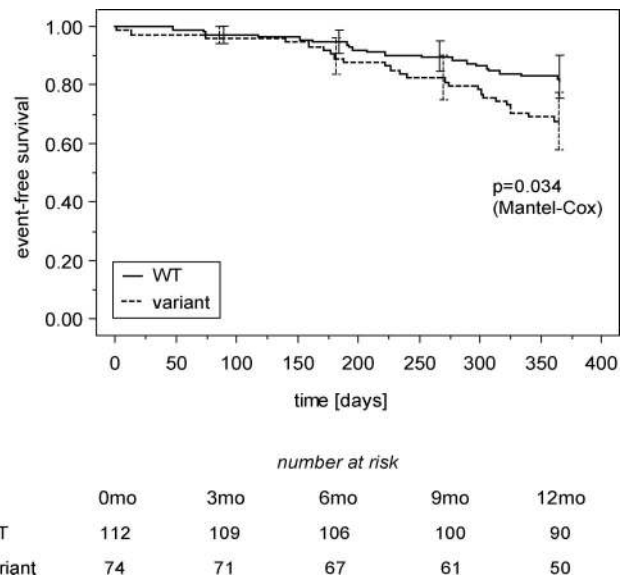 1.00
0.80
0.60
0.40
0.20
0.00
event-free survival
p=0.034
(Mantel-Cox)
WT
variant
0 50 100 150 200 250 300 350 400
time [days]
number at risk
0mo 3mo 6mo 9mo 12mo
T 112 109 106 100 90
riant 74 71 67 61 50